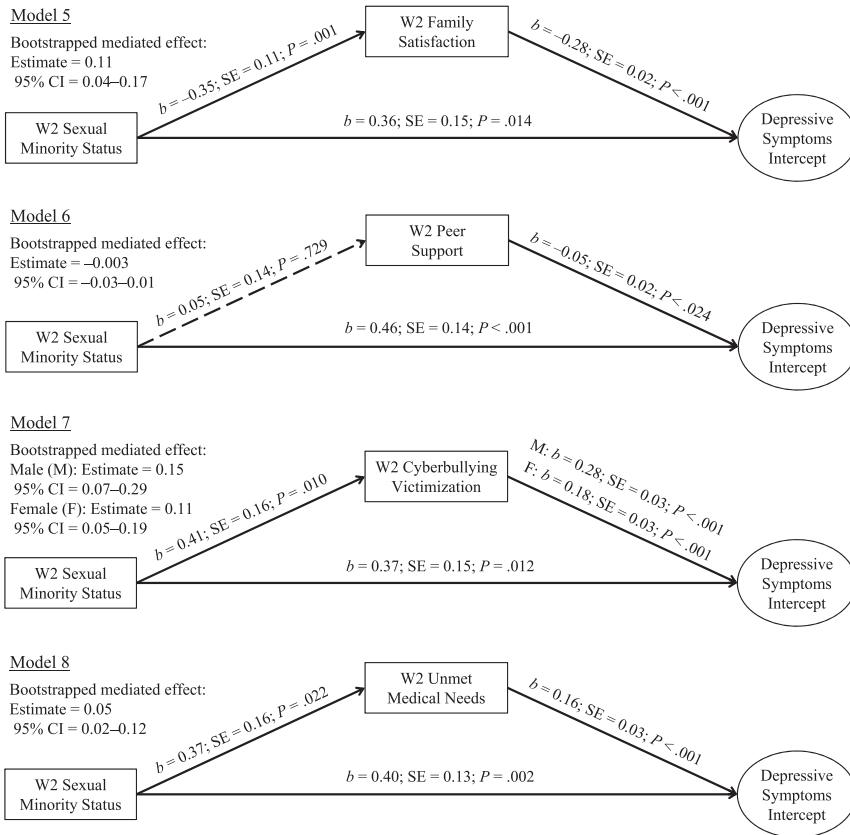 Model 5
Bootstrapped mediated effect:
Estimate = 0.11
95% CI = 0.04–0.17
W2 Sexual
Minority Status
b = –0.35; SE = 0.11; P = .001
W2 Family
Satisfaction
b = –0.28; SE = 0.02; P < .001
b = 0.36; SE = 0.15; P = .014
Depressive
Symptoms
Intercept
Model 6
Bootstrapped mediated effect:
Estimate = –0.003
95% CI = –0.03–0.01
W2 Sexual
Minority Status
b = 0.05; SE = 0.14; P = .729
W2 Peer
Support
b = –0.05; SE = 0.02; P < .024
b = 0.46; SE = 0.14; P < .001
Depressive
Symptoms
Intercept
Model 7
Bootstrapped mediated effect:
Male (M): Estimate = 0.15
95% CI = 0.07–0.29
Female (F): Estimate = 0.11
95% CI = 0.05–0.19
W2 Sexual
Minority Status
b = 0.41; SE = 0.16; P = .010
W2 Cyberbullying
Victimization
M: b = 0.28; SE = 0.03; P < .001
F: b = 0.18; SE = 0.03; P < .001
b = 0.37; SE = 0.15; P = .012
Depressive
Symptoms
Intercept
Model 8
Bootstrapped mediated effect:
Estimate = 0.05
95% CI = 0.02–0.12
W2 Sexual
Minority Status
b = 0.37; SE = 0.16; P = .022
W2 Unmet
Medical Needs
b = 0.16; SE = 0.03; P < .001
b = 0.40; SE = 0.13; P = .002
Depressive
Symptoms
Intercept